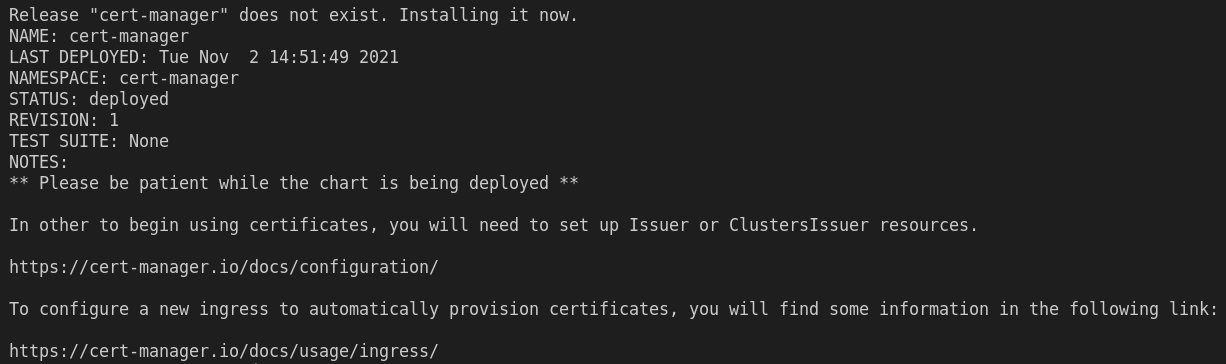 Release "cert-manager" does not exist. Installing it now.
NAME: cert-manager
LAST DEPLOYED: Tue Nov  2 14:51:49 2021
NAMESPACE: cert-manager
STATUS: deployed
REVISION: 1
TEST SUITE: None
NOTES:
** Please be patient while the chart is being deployed **
In other to begin using certificates, you will need to set up Issuer or ClustersIssuer resources.
https://cert-manager.io/docs/configuration/
To configure a new ingress to automatically provision certificates, you will find some information in the following link:
https://cert-manager.io/docs/usage/ingress/